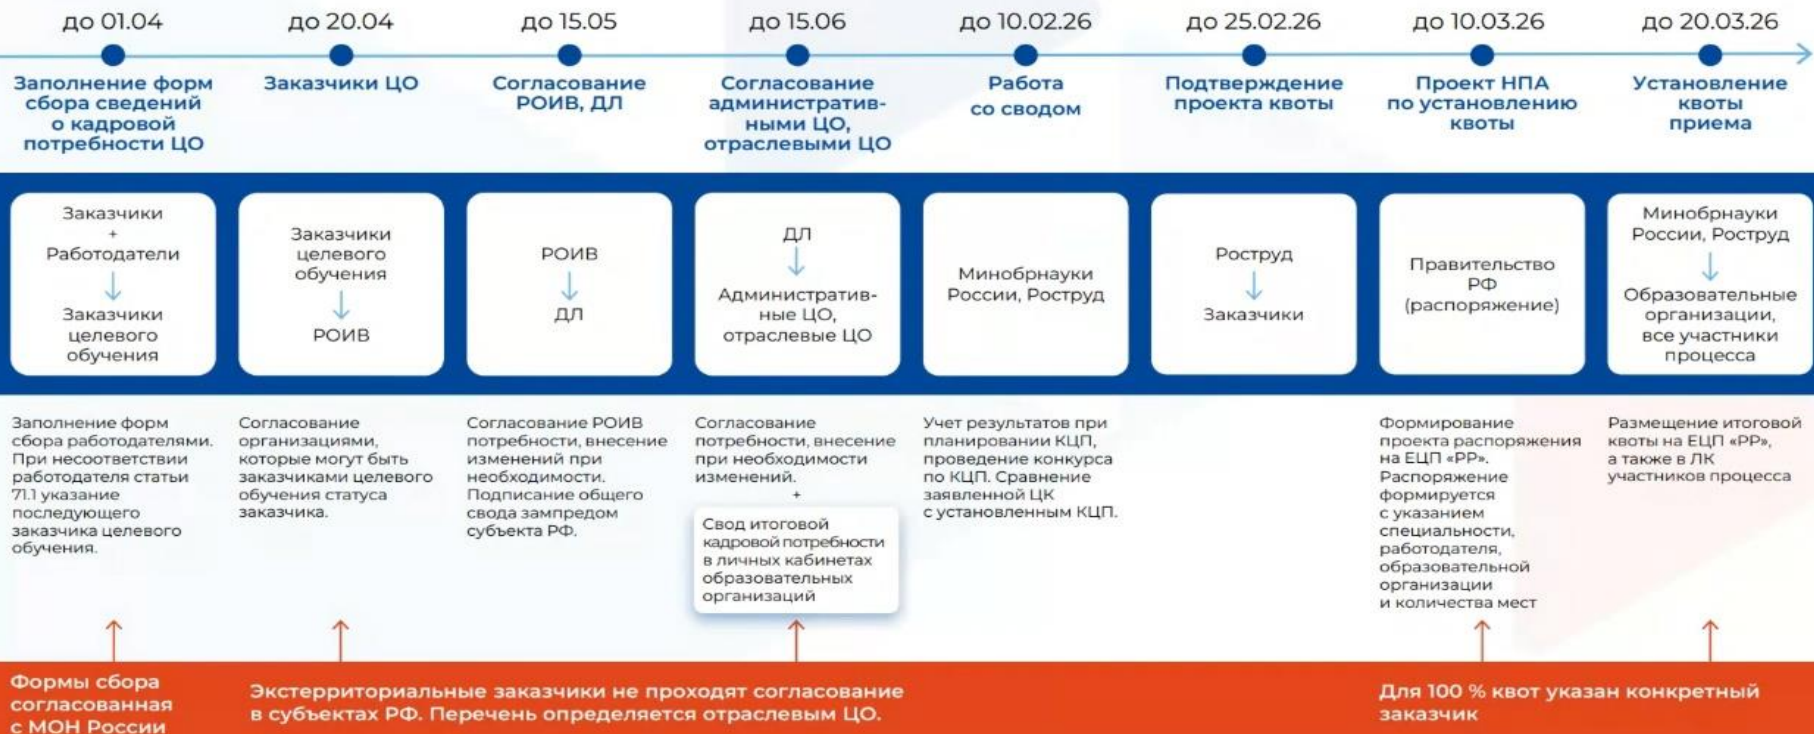 до 01.04
до 20.04
до 15.05
до 15.06
до 10.02.26
до 25.02.26
до 10.03.26
до 20.03.26
Заполнение форм
сбора сведений
о кадровой
потребности ЦО
Заказчики ЦО
Согласование
РОИВ, ДЛ
Согласование
административ-
ными ЦО,
отраслевыми ЦО
Работа
со сводом
Подтверждение
проекта квоты
Проект НПА
по установлению
квоты
Установление
квоты
приема
Заказчики
+
Работодатели
Заказчики
целевого
обучения
Заказчики
целевого
обучения
РОИВ
РОИВ
ДЛ
ДЛ
Административ-
ные ЦО,
отраслевые ЦО
Минобрнауки
России, Роструд
Роструд
Заказчики
Правительство
РФ
(распоряжение)
Минобрнауки
России, Роструд
Образовательные
организации,
все участники
процесса
Заполнение форм
сбора работодателями.
При несоответствии
работодателя статьи
71.1 указание
последующего
заказчика целевого
обучения.
Согласование
организациями,
которые могут быть
заказчиками целевого
обучения статуса
заказчика.
Согласование РОИВ
потребности, внесение
изменений при
необходимости.
Подписание общего
свода зампредом
субъекта РФ.
Согласование
потребности, внесение
при необходимости
изменений.
+
Свод итоговой
кадровой потребности
в личных кабинетах
образовательных
организаций
Учет результатов при
планировании КЦП,
проведение конкурса
по КЦП. Сравнение
заявленной ЦК
с установленным КЦП.
Формирование
проекта распоряжения
на ЕЦП «РР».
Распоряжение
формируется
с указанием
специальности,
работодателя,
образовательной
организации
и количества мест
Размещение итоговой
квоты на ЕЦП «РР»,
а также в ЛК
участников процесса
Формы сбора
согласованная
с МОН России
Экстерриториальные заказчики не проходят согласование
в субъектах РФ. Перечень определяется отраслевым ЦО.
Для 100 % квот указан конкретный
заказчик